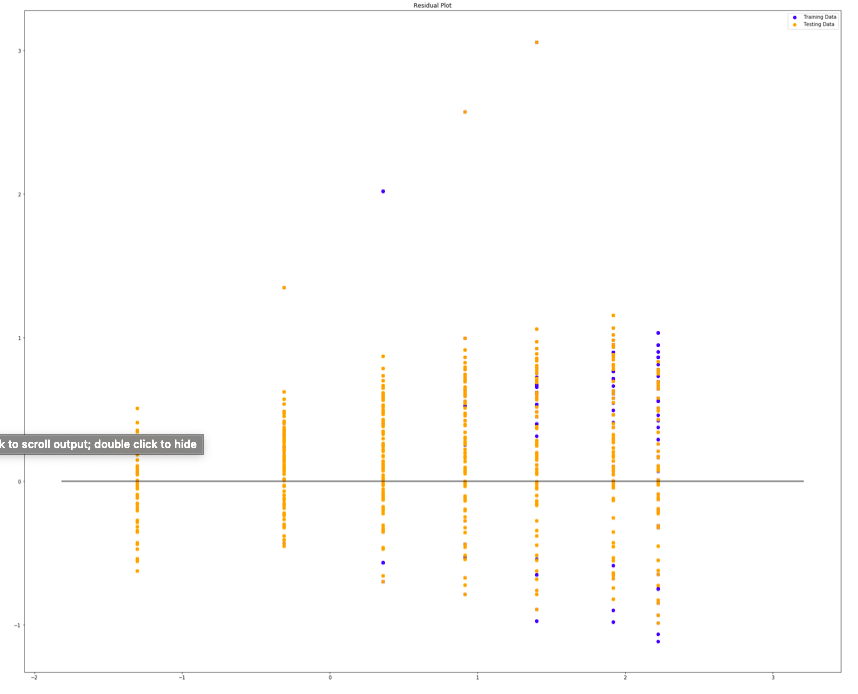 Residual Plot
Training Data
Testing Data
3
2
1
k to scroll output; double click to hide
0
−1
−2
−1
0
1
2
3